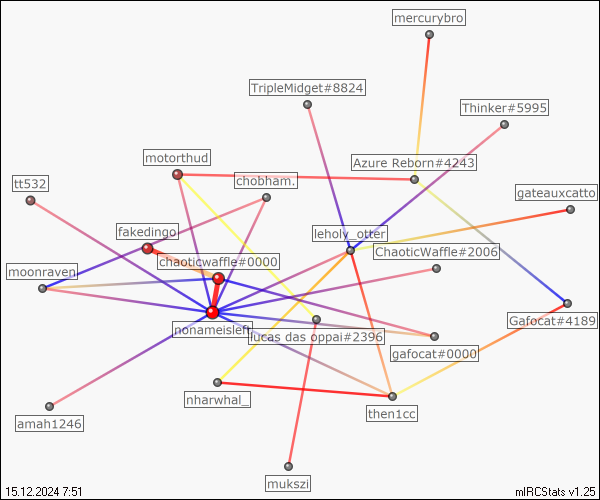 mercurybro
TripleMidget#8824
Thinker#5995
motorthud
Azure Reborn#4243
tt532
chobham.
gateauxcatto
fakedingo
leholy_otter
chaoticwaffle#0000
ChaoticWaffle#2006
moonraven
nonameisleft
Gafocat#4189
lucas das oppai#2396
gafocat#0000
nharwhal_
then1cc
amah1246
mukszi
15.12.2024 7:51
mIRCStats v1.25